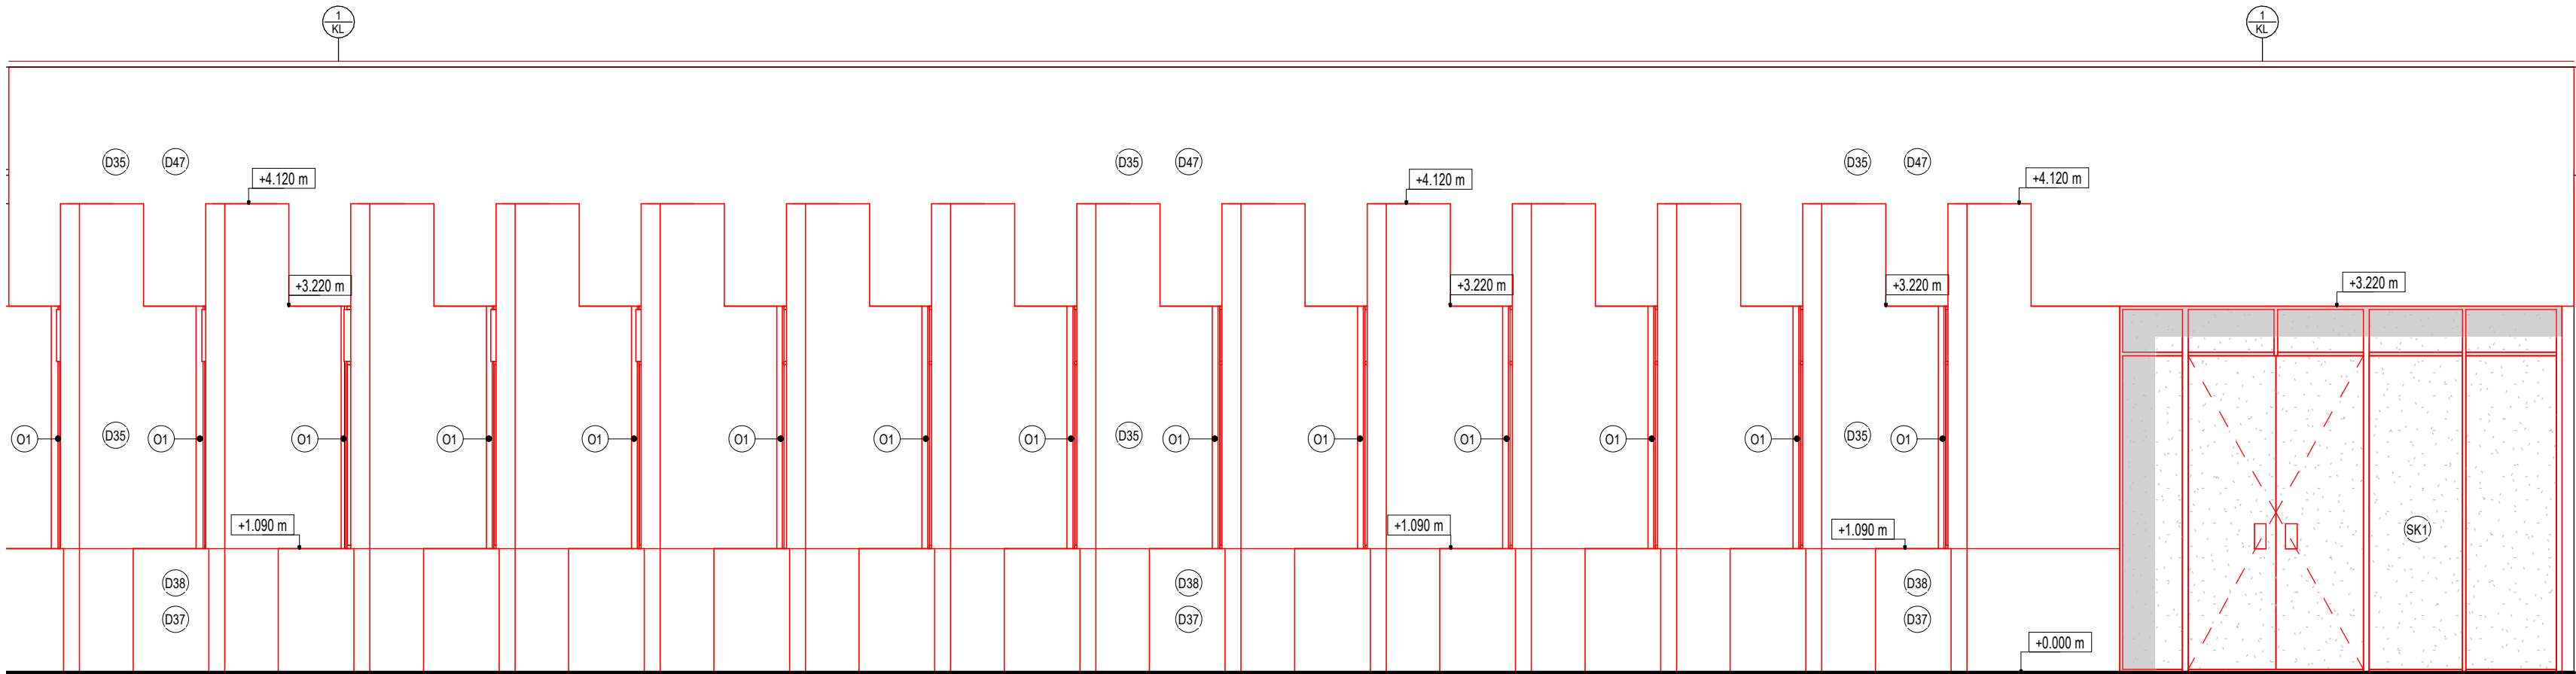 1
KL
1
KL
D35 D47 D35 D47 D35 D47
+4.120 m +4.120 m +4.120 m
+3.220 m +3.220 m +3.220 m +3.220 m
O1 D35 O1 O1 O1 O1 O1 O1 O1 D35 O1 O1 O1 O1 O1 D35 O1
+1.090 m +1.090 m +1.090 m
SK1
D38 D38 D38
D37 D37 D37
+0.000 m